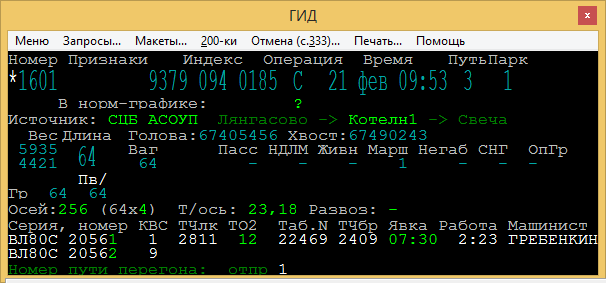 ГИД
x
Меню Запросы... Макеты... 200-ки Отмена (с.333)... Печать... Помощь
Номер Признаки Индекс Операция Время ПутьПарк
*1601 9379 094 0185 С 21 фев 09:53 3 1
В норм-графике: ?
Источник: СЦВ АСОУП Лянгасово -> Котелн1 -> Свеча
Вес Длина Голова:67405456 Хвост:67490243
5935 64 Ваг Пасс НДЛМ Живн Марш Негаб СНГ ОпГр
4421 64 - - - 1 - - -
Пв/
Гр 64 64
Осей:256 (64x4) Т/ось: 23,18 Развоз: -
Серия, номер КВС ТЧлк ТО2 Таб.N ТЧбр Явка Работа Машинист
ВЛ80С 20561 1 2811 12 22469 2409 07:30 2:23 ГРЕБЕНКИН
ВЛ80С 20562 9
Номер пути перегона: отпр 1